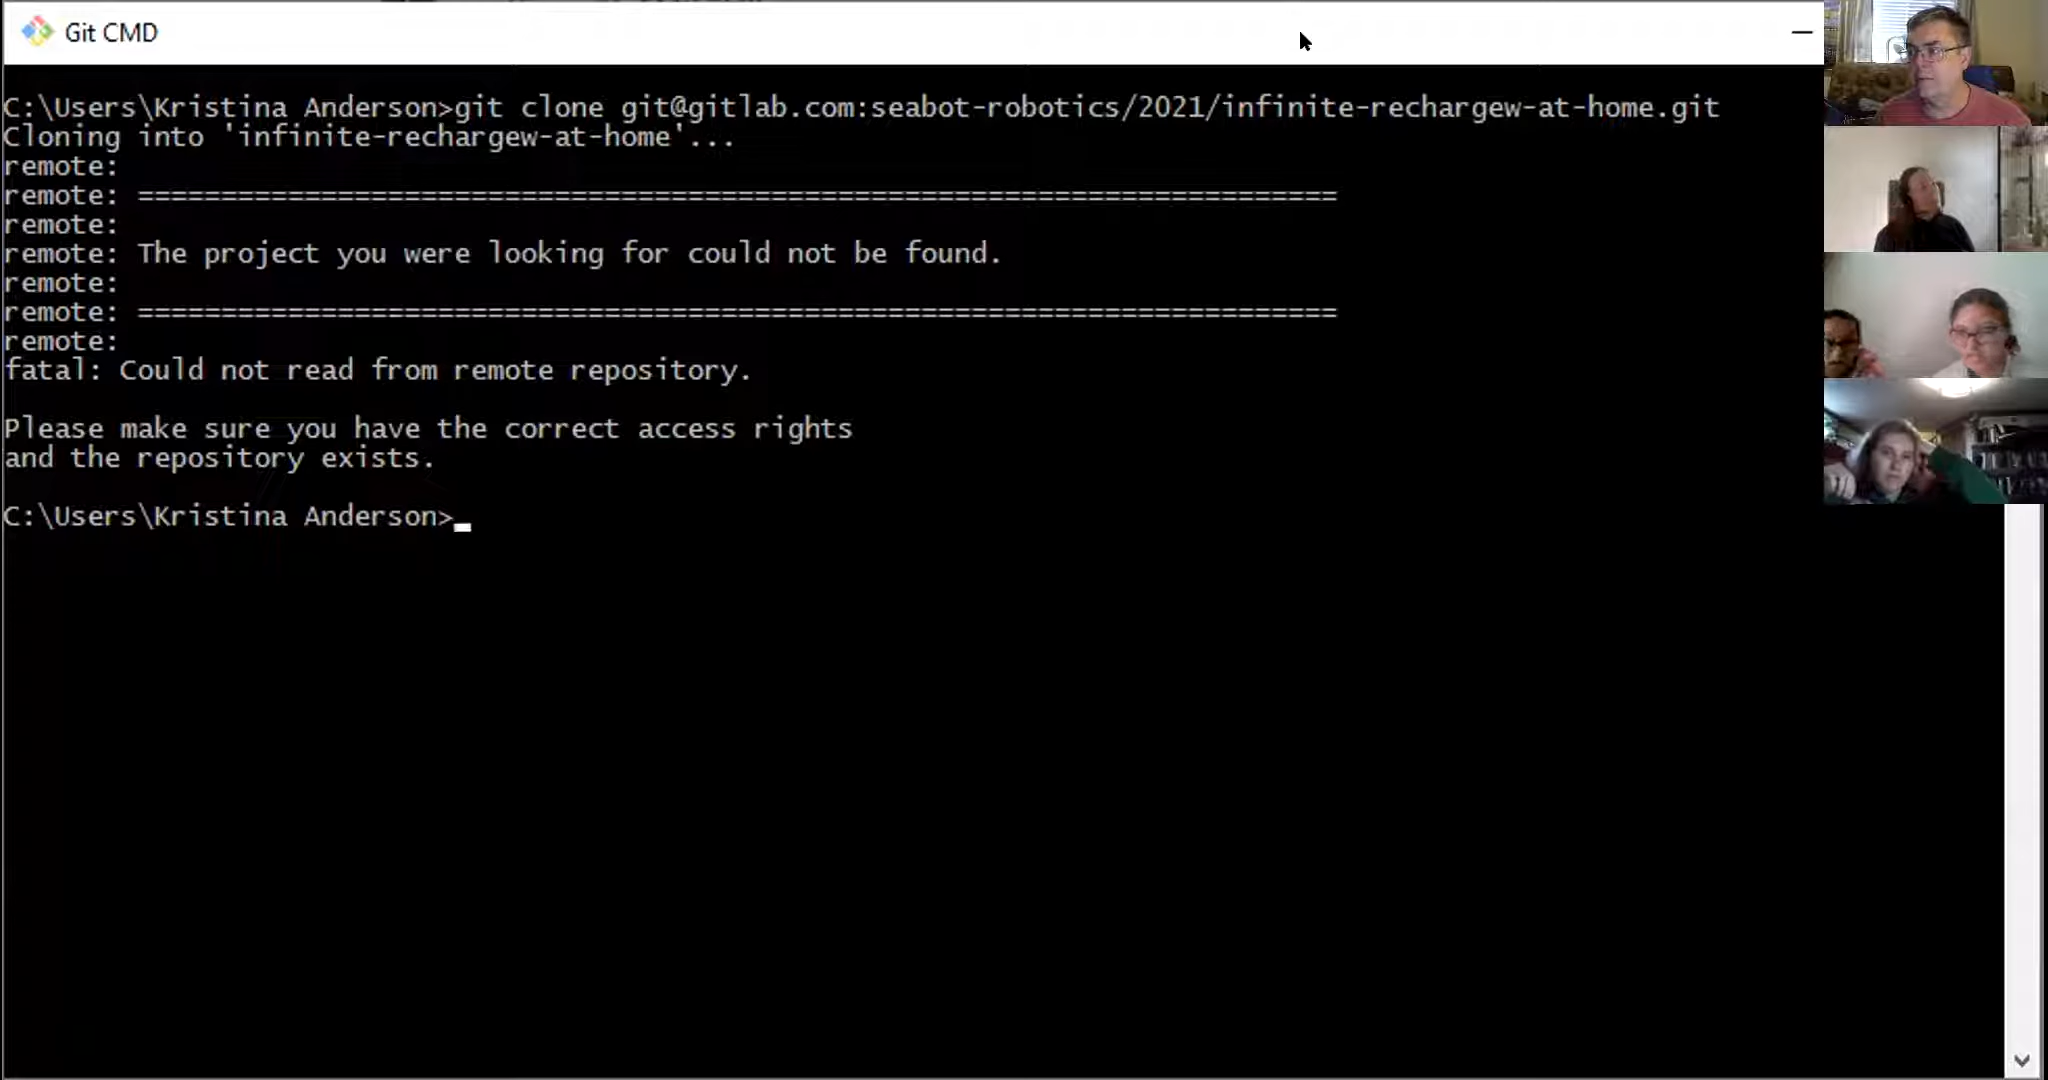 Git CMD
C:\Users\Kristina Anderson>git clone git@gitlab.com:seabot-robotics/2021/infinite-rechargew-at-home.git
Cloning into 'infinite-rechargew-at-home'...
remote:
remote: ========================================================================
remote:
remote: The project you were looking for could not be found.
remote:
remote: ========================================================================
remote:
fatal: Could not read from remote repository.
Please make sure you have the correct access rights
and the repository exists.
C:\Users\Kristina Anderson>